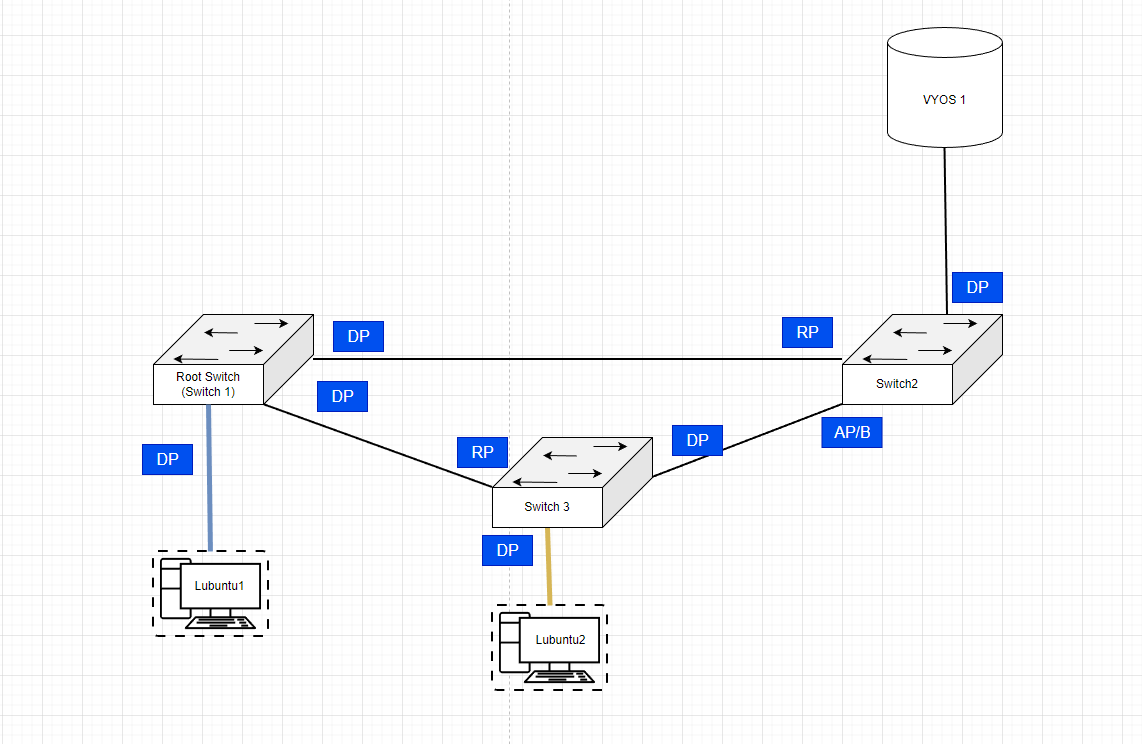 VYOS 1
DP
DP
RP
Root Switch
(Switch 1)
Switch2
DP
AP/B
DP
RP
DP
Switch 3
DP
Lubuntu1
Lubuntu2